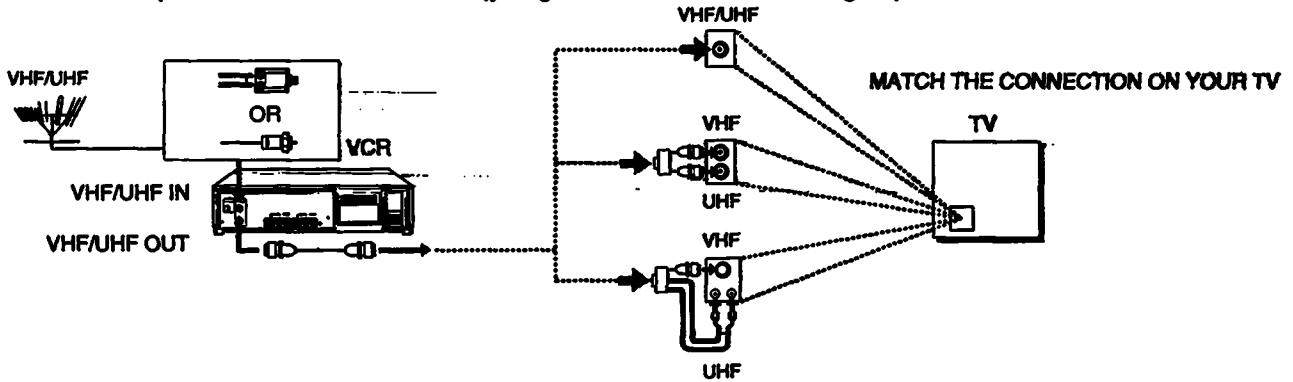 VHF/UHF
VHF/UHF
MATCH THE CONNECTION ON YOUR TV
OR
VHF
TV
VCR
VHF/UHF IN
UHF
VHF/UHF OUT
VHF
UHF